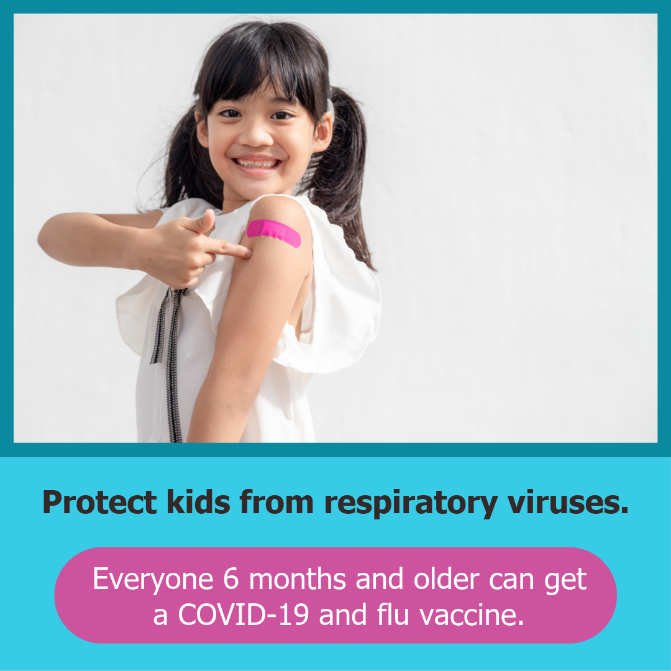 Protect kids from respiratory viruses.
Everyone 6 months and older can get
a COVID-19 and flu vaccine.